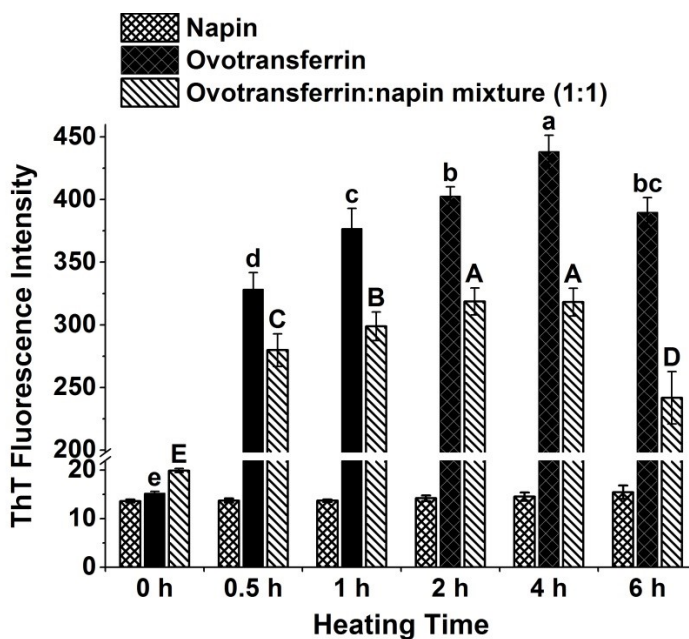 Napin
Ovotransferrin
Ovotransferrin:napin mixture (1:1)
ThT Fluorescence Intensity
450
400
350
300
250
200
20
10
0
e
E
d
C
c
B
b
A
a
A
bc
D
0 h
0.5 h
1 h
2 h
4 h
6 h
Heating Time